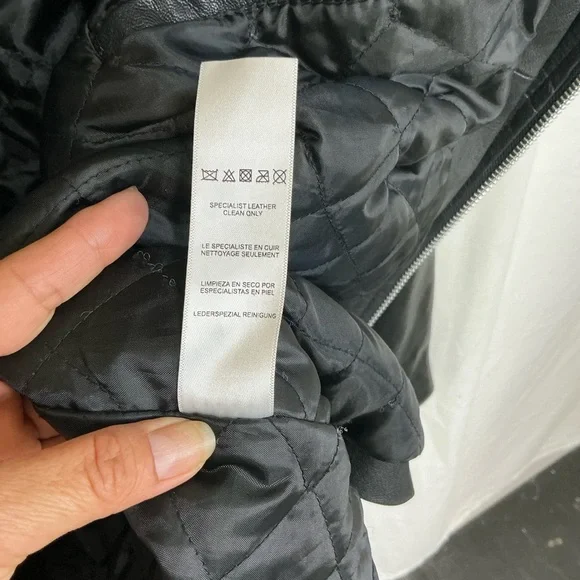 SPECIALIST LEATHER
CLEAN ONLY
LE SPECIALISTE EN CUIR
NETTOYAGE SEULEMENT
LIMPIEZA EN SECO POR
ESPECIALISTAS EN PIEL
LEDERSPEZIAL REINIGUNG